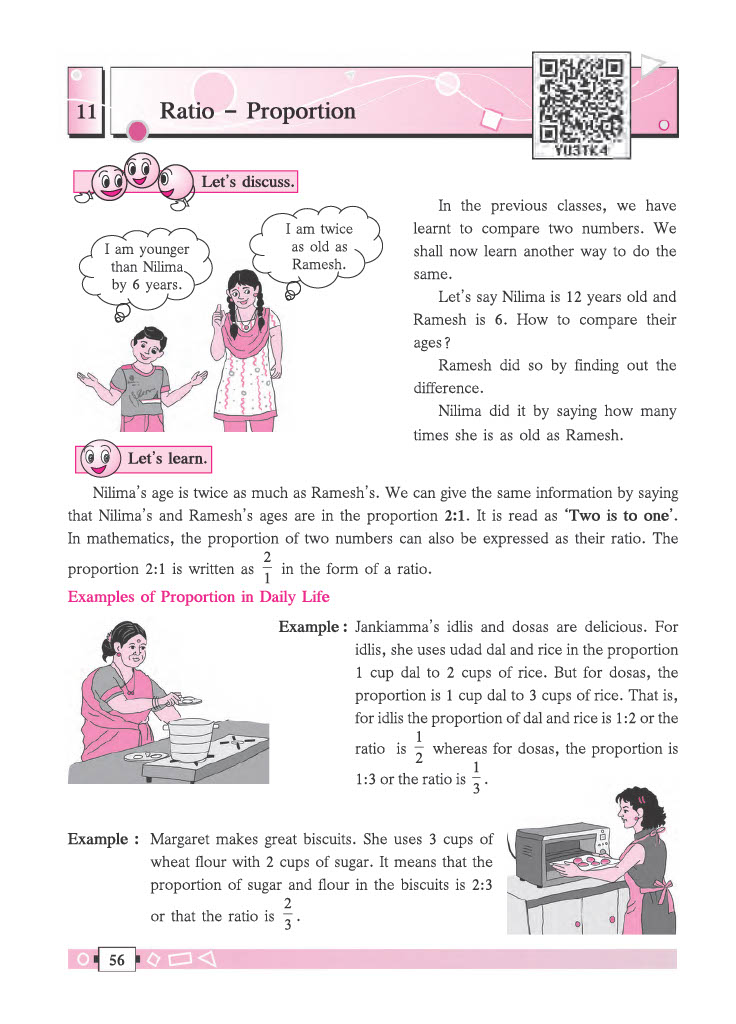 11
Ratio – Proportion
YU3TK4
Let's discuss.
I am younger
than Nilima
by 6 years.
I am twice
as old as
Ramesh.
In the previous classes, we have
learnt to compare two numbers. We
shall now learn another way to do the
same.
Let's say Nilima is 12 years old and
Ramesh is 6. How to compare their
ages?
Ramesh did so by finding out the
difference.
Nilima did it by saying how many
times she is as old as Ramesh.
Let's learn.
Nilima's age is twice as much as Ramesh's. We can give the same information by saying
that Nilima's and Ramesh's ages are in the proportion 2:1. It is read as 'Two is to one'.
In mathematics, the proportion of two numbers can also be expressed as their ratio. The
proportion 2:1 is written as 2/1 in the form of a ratio.
Examples of Proportion in Daily Life
Example : Jankiamma's idlis and dosas are delicious. For
idlis, she uses udad dal and rice in the proportion
1 cup dal to 2 cups of rice. But for dosas, the
proportion is 1 cup dal to 3 cups of rice. That is,
for idlis the proportion of dal and rice is 1:2 or the
ratio is 1/2 whereas for dosas, the proportion is
1:3 or the ratio is 1/3.
Example : Margaret makes great biscuits. She uses 3 cups of
wheat flour with 2 cups of sugar. It means that the
proportion of sugar and flour in the biscuits is 2:3
or that the ratio is 2/3.
56